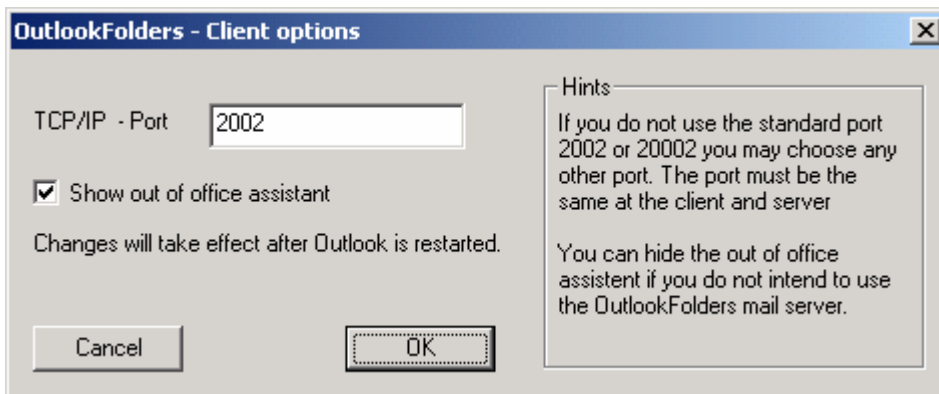 OutlookFolders - Client options
TCP/IP - Port
2002
Show out of office assistant
Changes will take effect after Outlook is restarted.
Cancel
OK
Hints
If you do not use the standard port
2002 or 20002 you may choose any
other port. The port must be the
same at the client and server
You can hide the out of office
assistent if you do not intend to use
the OutlookFolders mail server.